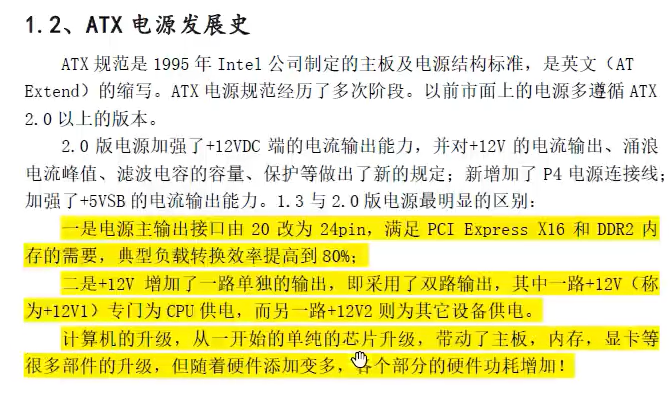 1.2、ATX 电源发展史
ATX 规范是 1995 年 Intel 公司制定的主板及电源结构标准，是英文（AT
Extend）的缩写。ATX 电源规范经历了多次阶段。以前市面上的电源多遵循 ATX
2.0 以上的版本。
2.0 版电源加强了+12VDC 端的电流输出能力，并对+12V 的电流输出、涌浪
电流峰值、滤波电容的容量、保护等做出了新的规定；新增加了 P4 电源连接线；
加强了+5VSB 的电流输出能力。1.3 与 2.0 版电源最明显的区别：
一是电源主输出接口由 20 改为 24pin，满足 PCI Express X16 和 DDR2 内
存的需要，典型负载转换效率提高到 80%；
二是+12V 增加了一路单独的输出，即采用了双路输出，其中一路+12V（称
为+12V1）专门为 CPU 供电，而另一路+12V2 则为其它设备供电。
计算机的升级，从一开始的单纯的芯片升级，带动了主板，内存，显卡等
很多部件的升级，但随着硬件添加变多，各个部分的硬件功耗增加！